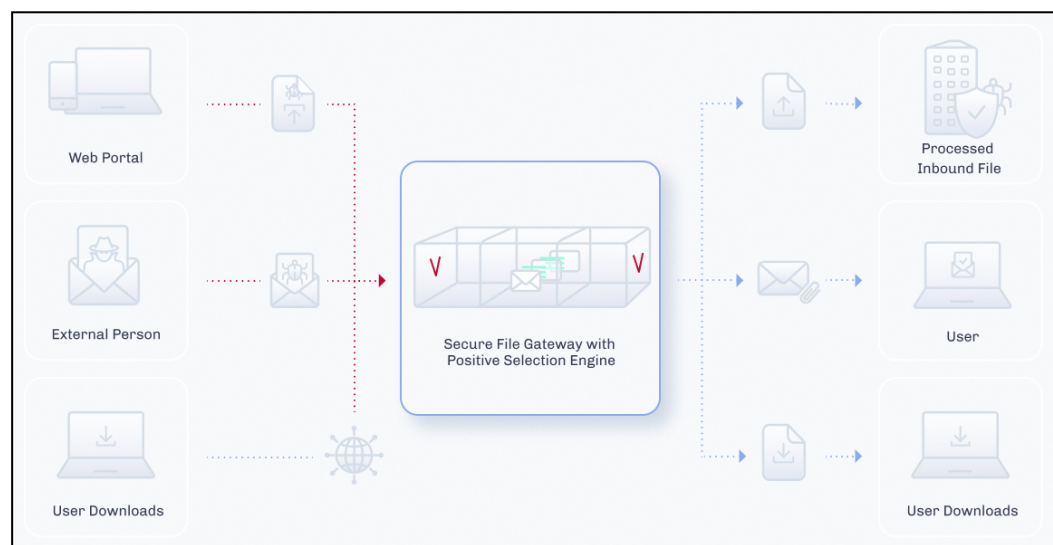 Web Portal
External Person
User Downloads
V
V
Secure File Gateway with
Positive Selection Engine
Processed
Inbound File
User
User Downloads